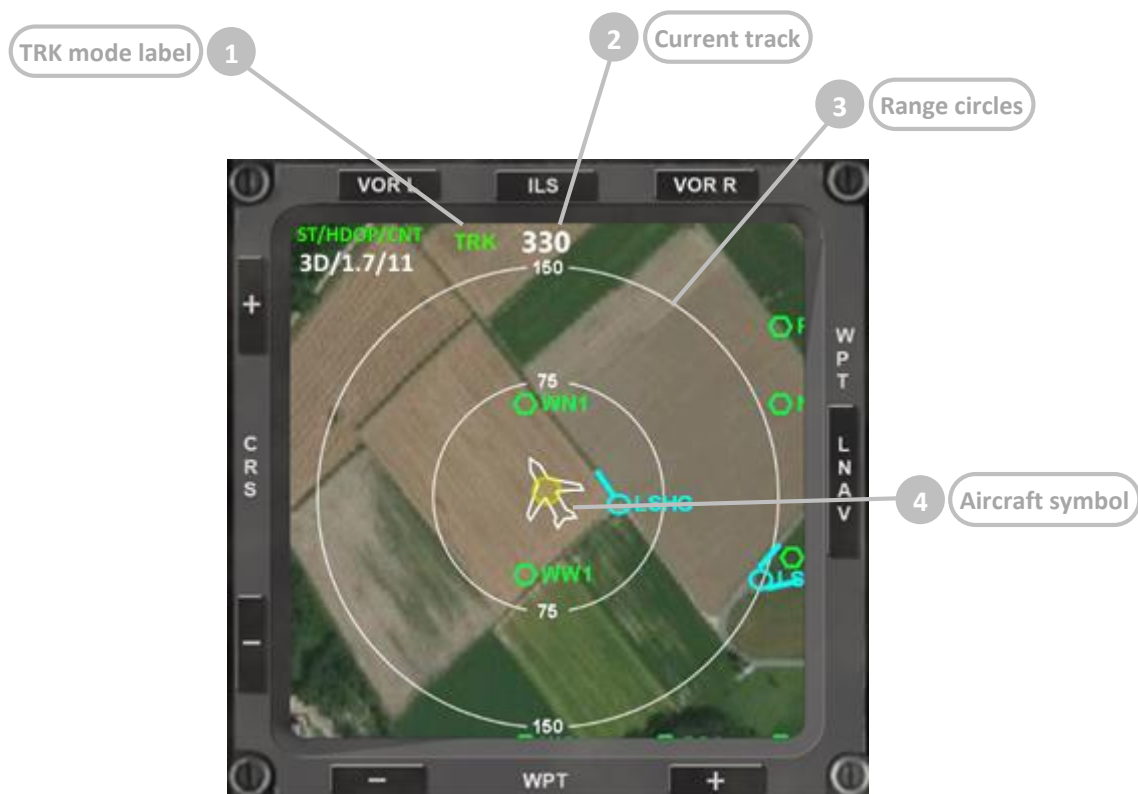 TRK mode label
1
2
Current track
3
Range circles
VOR L
ILS
VOR R
ST/HDOP/CNT
TRK
330
3D/1.7/11
150
+
75
WN1
WPT
CRS
LNAV
LSHG
4
Aircraft symbol
WW1
75
−
150
−
WPT
+